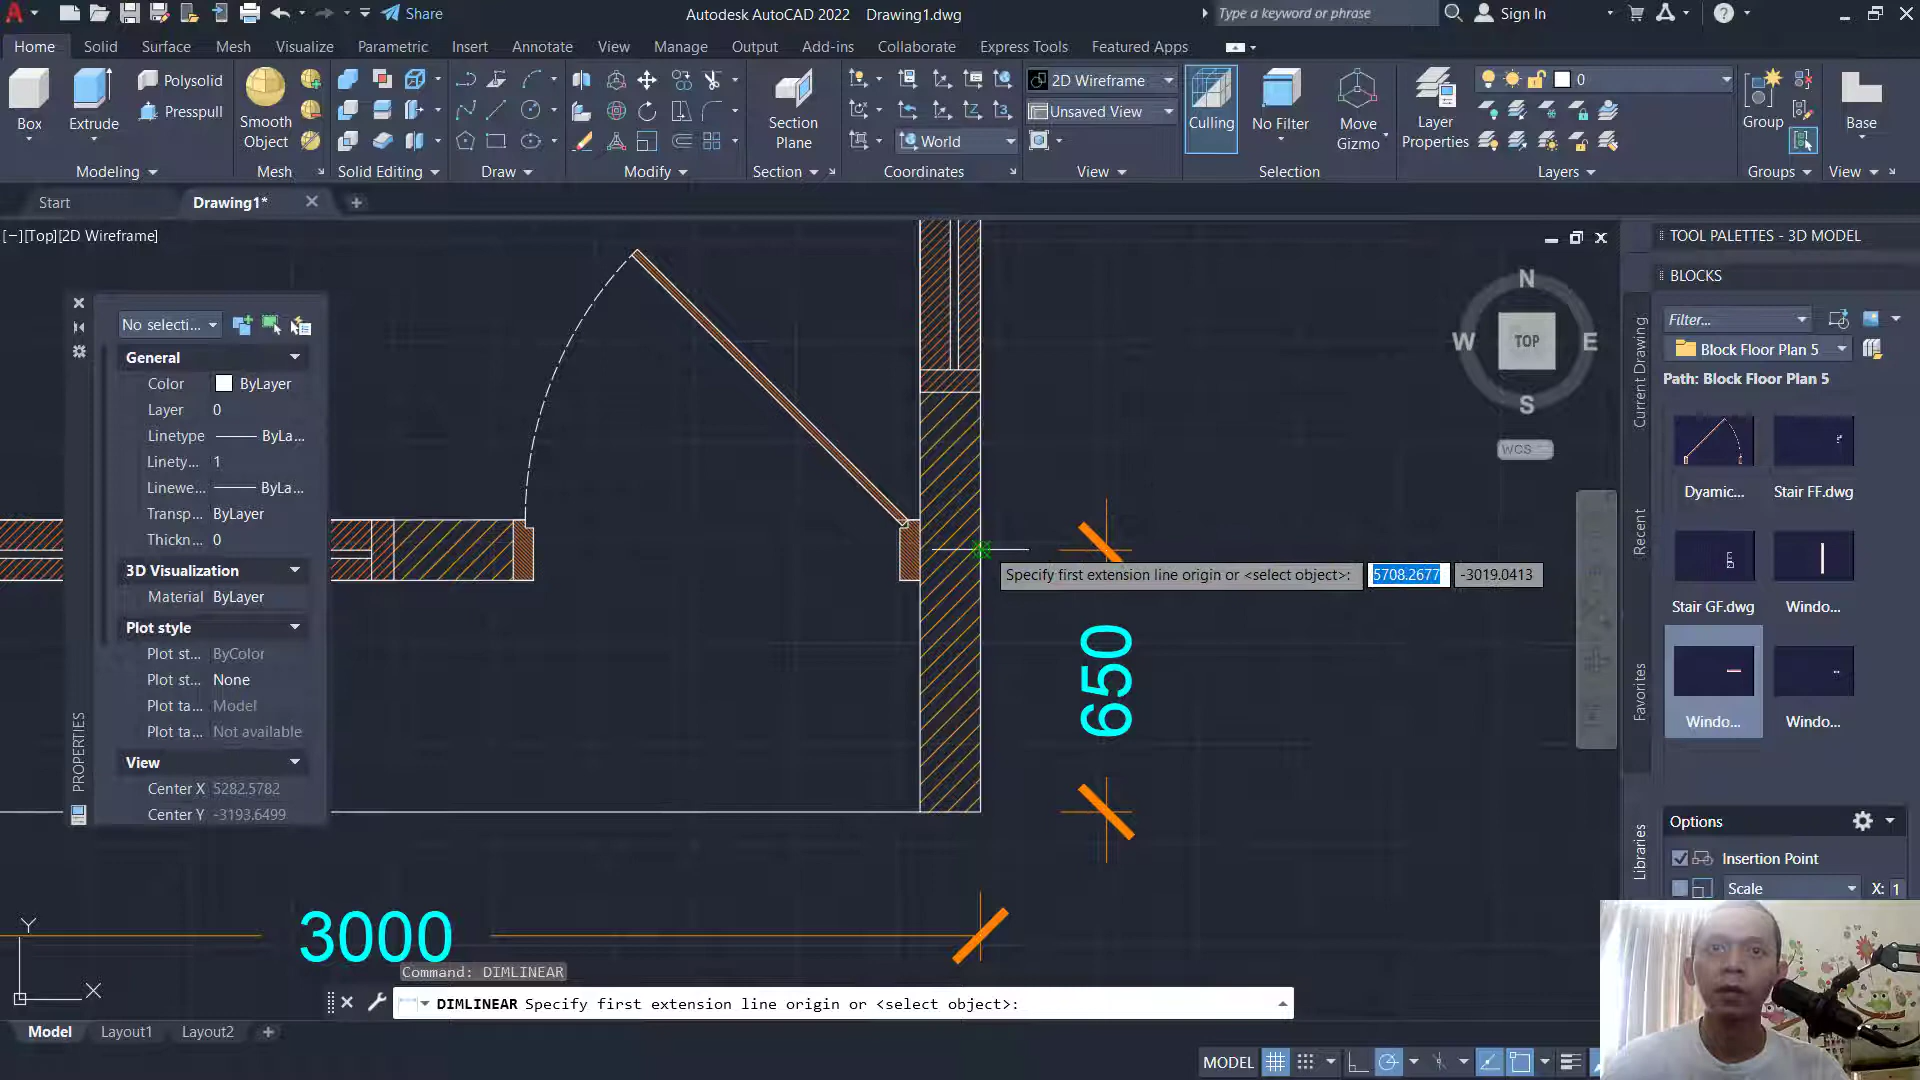 Share
Autodesk AutoCAD 2022 Drawing1.dwg
Type a keyword or phrase
Sign In
Home Solid Surface Mesh Visualize Parametric Insert Annotate View Manage Output Add-ins Collaborate Express Tools Featured Apps
Box
Extrude
Polysolid
Presspull
Smooth
Object
Section
Plane
World
2D Wireframe
Unsaved View
Culling
No Filter
Move
Gizmo
Layer
Properties
0
Group
Base
Modeling Mesh Solid Editing Draw Modify Section Coordinates View Selection Layers Groups View
Start Drawing1*
[−][Top][2D Wireframe]
No selecti...
General
Color ByLayer
Layer 0
Linetype ByLa...
Linety... 1
Linewe... ByLa...
Transp... ByLayer
Thickn... 0
3D Visualization
Material ByLayer
Plot style
Plot st... ByColor
Plot st... None
Plot ta... Model
Plot ta... Not available
View
Center X 5282.5782
Center Y -3193.6499
PROPERTIES
N
W TOP E
S
WCS
Specify first extension line origin or <select object>: 5708.2677 -3019.0413
650
3000
TOOL PALETTES - 3D MODEL
BLOCKS
Filter...
Block Floor Plan 5
Path: Block Floor Plan 5
Dyamic... Stair FF.dwg
Stair GF.dwg Windo...
Windo... Windo...
Current Drawing
Recent
Favorites
Libraries
Options
Insertion Point
Scale X: 1
Y
X
Command: DIMLINEAR
DIMLINEAR Specify first extension line origin or <select object>:
Model Layout1 Layout2
MODEL